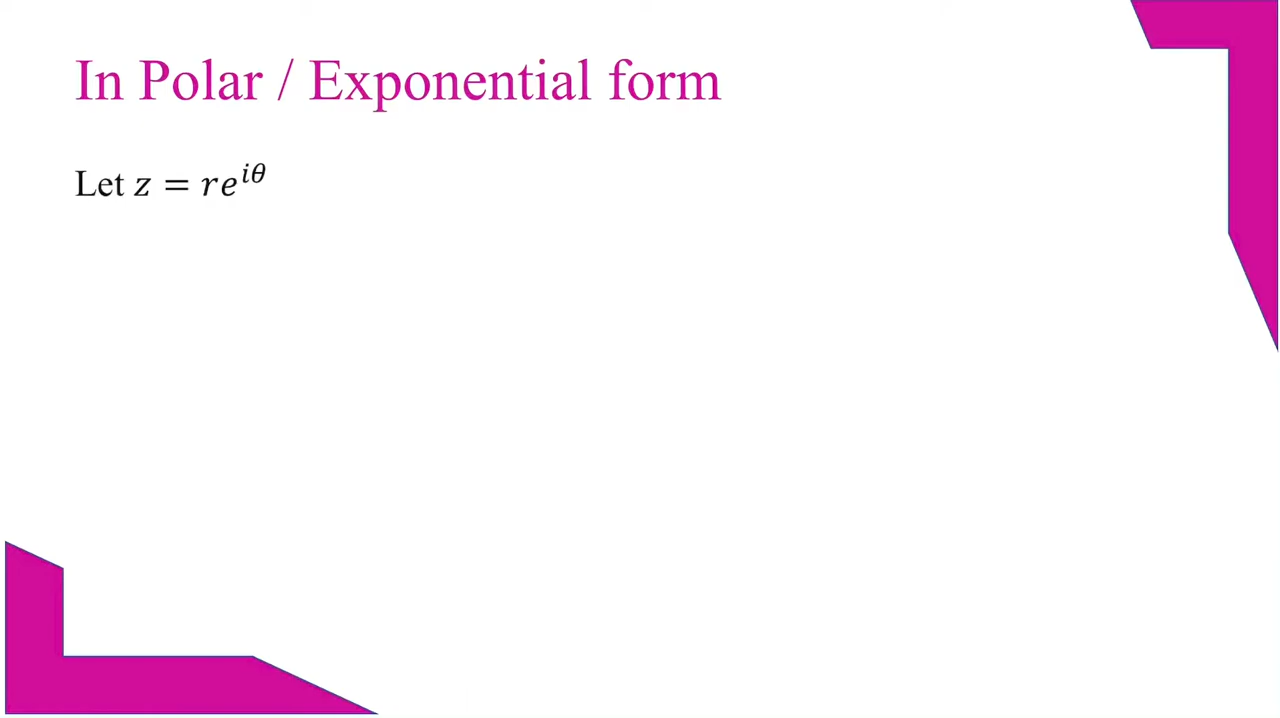 In Polar / Exponential form
Let 𝑧 = 𝑟𝑒^{𝑖𝜃}